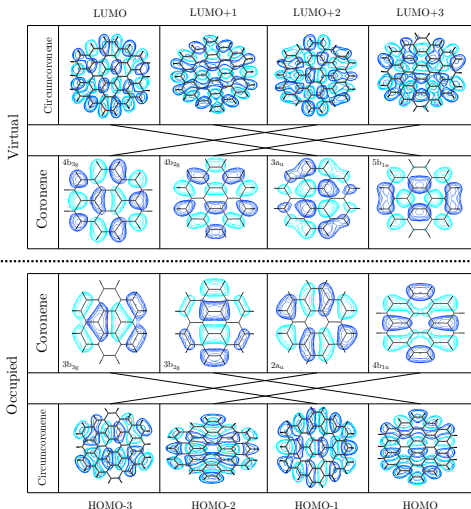 LUMO LUMO+1 LUMO+2 LUMO+3
Virtual
Circumcoronene
Coronene
4b3g 4b2g 3au 5b1u
Occupied
Coronene
3b3g 3b2g 2au 4b1u
Circumcoronene
HOMO-3 HOMO-2 HOMO-1 HOMO